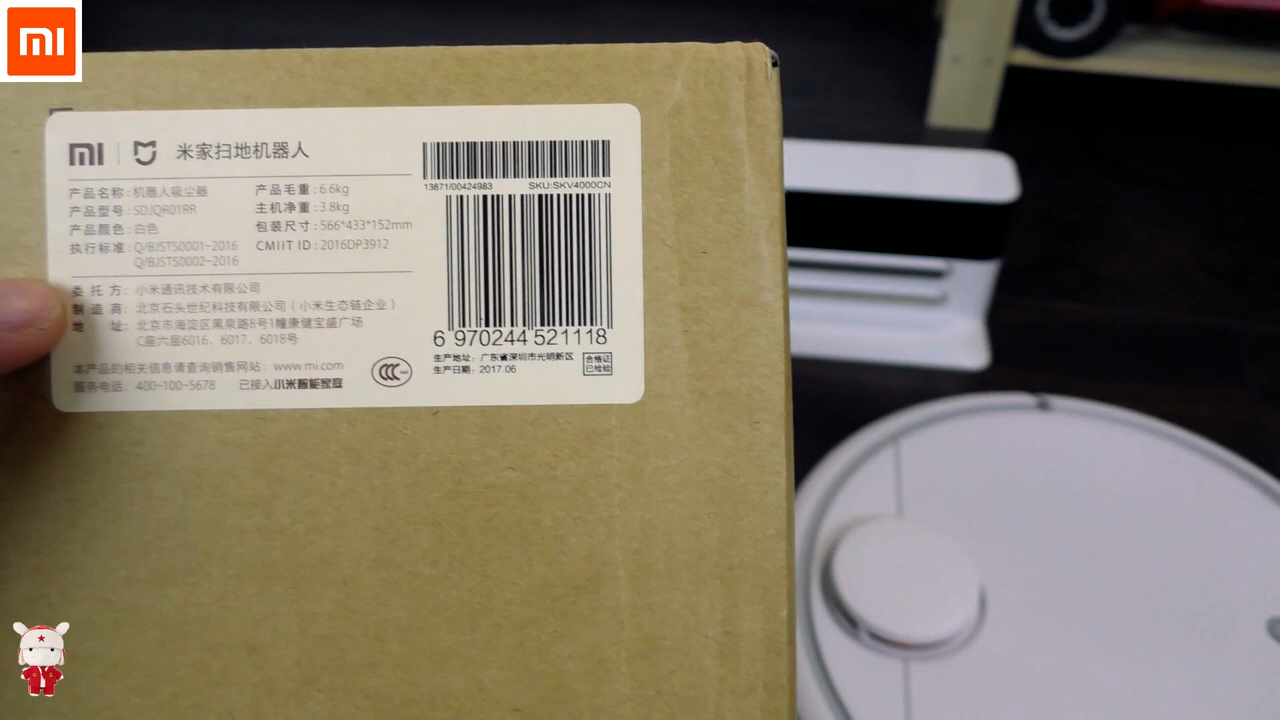 mi
mi 米家扫地机器人
产品名称:机器人吸尘器
产品型号:SDJQR01RR
产品颜色:白色
执行标准:Q/BJSTS0001-2016
Q/BJSTS0002-2016
产品毛重:6.6kg
主机净重:3.8kg
包装尺寸:566*433*152mm
CMIIT ID:2016DP3912
委托方:小米通讯技术有限公司
制造商:北京石头世纪科技有限公司(小米生态链企业)
地址:北京市海淀区黑泉路8号1幢康健宝盛广场
C座六层6016、6017、6018号
本产品的相关信息请查询销售网站:www.mi.com
服务电话:400-100-5678 已接入小米智能家庭
CCC
13871/00424983 SKU:SKV4000CN
6 970244 521118
生产地址:广东省深圳市光明新区
生产日期:2017.06
合格证
已检验